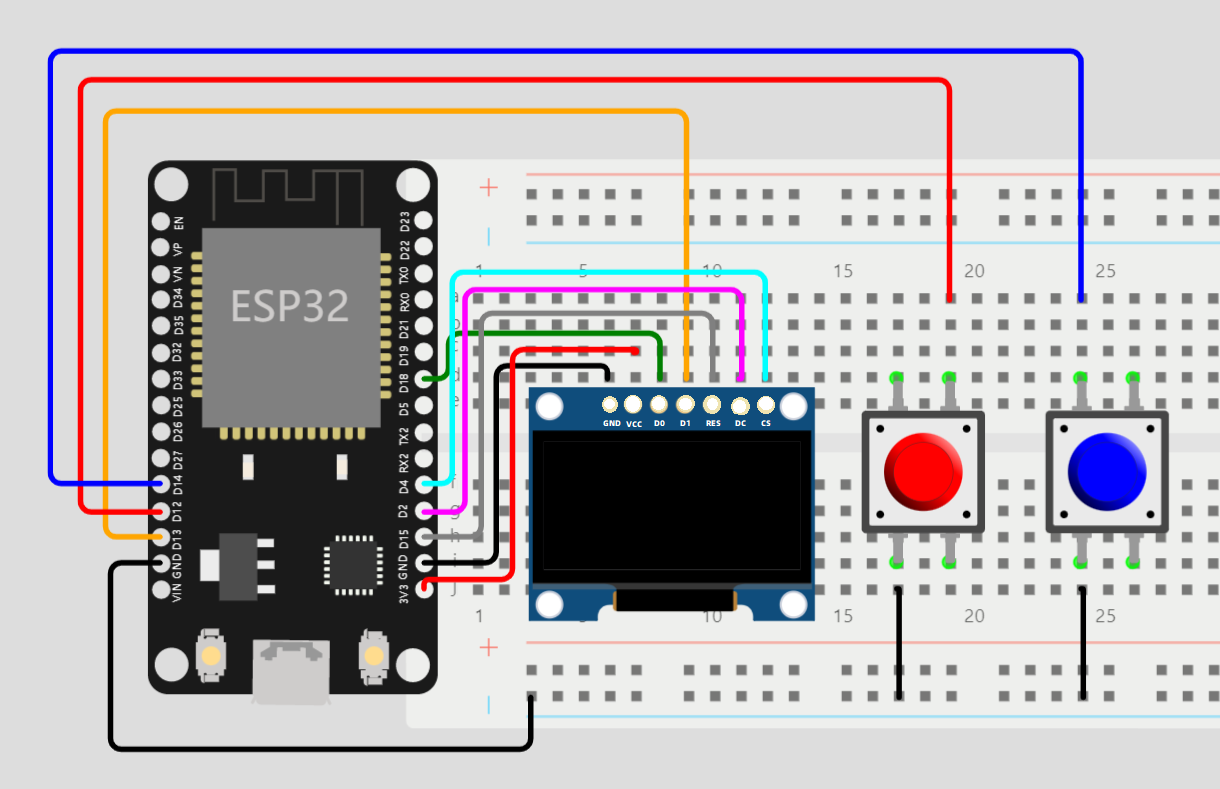 EN
VP
VN
D34
D35
D32
D33
D25
D26
D27
D14
D12
D13
GND
VIN
ESP32
D23
D22
TX0
RX0
D21
D19
D18
D5
TX2
RX2
D4
D2
D15
GND
3V3
+
|
1 5 10 15 20 25
a
d
e
f
g
h
i
j
GND VCC D0 D1 RES DC CS
1 10 15 20 25
+
|